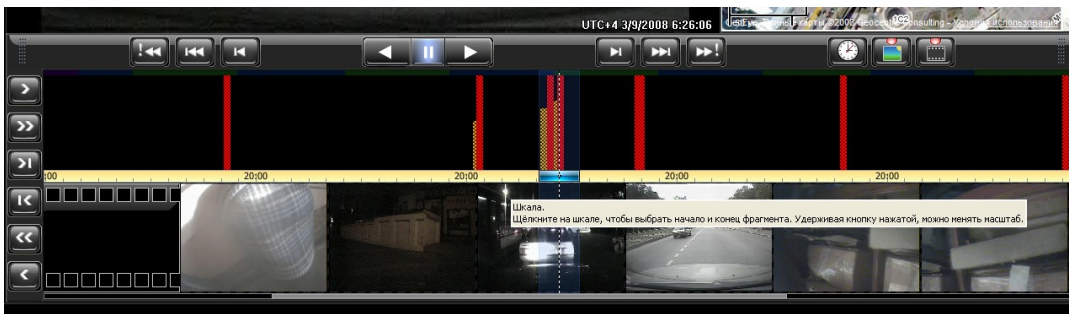 UTC+4 3/9/2008 6:26:06
карты ©2008 Geocentre Consulting - Условия использования
:00 20:00 20:00 20:00 20:00
Шкала.
Щёлкните на шкале, чтобы выбрать начало и конец фрагмента. Удерживая кнопку нажатой, можно менять масштаб.